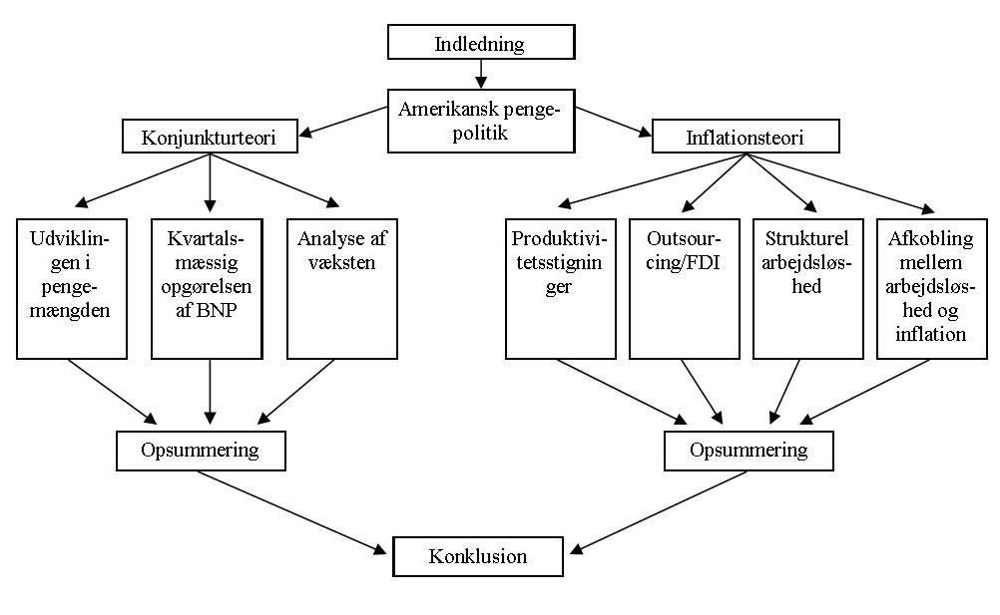 Indledning
Amerikansk penge-
politik
Konjunkturteori
Inflationsteori
Udviklin-
gen i
penge-
mængden
Kvartals-
mæssig
opgørelsen
af BNP
Analyse af
væksten
Produktivi-
tetsstignin-
ger
Outsour-
cing/FDI
Strukturel
arbejdsløs-
hed
Afkobling
mellem
arbejdsløs-
hed og
inflation
Opsummering
Opsummering
Konklusion